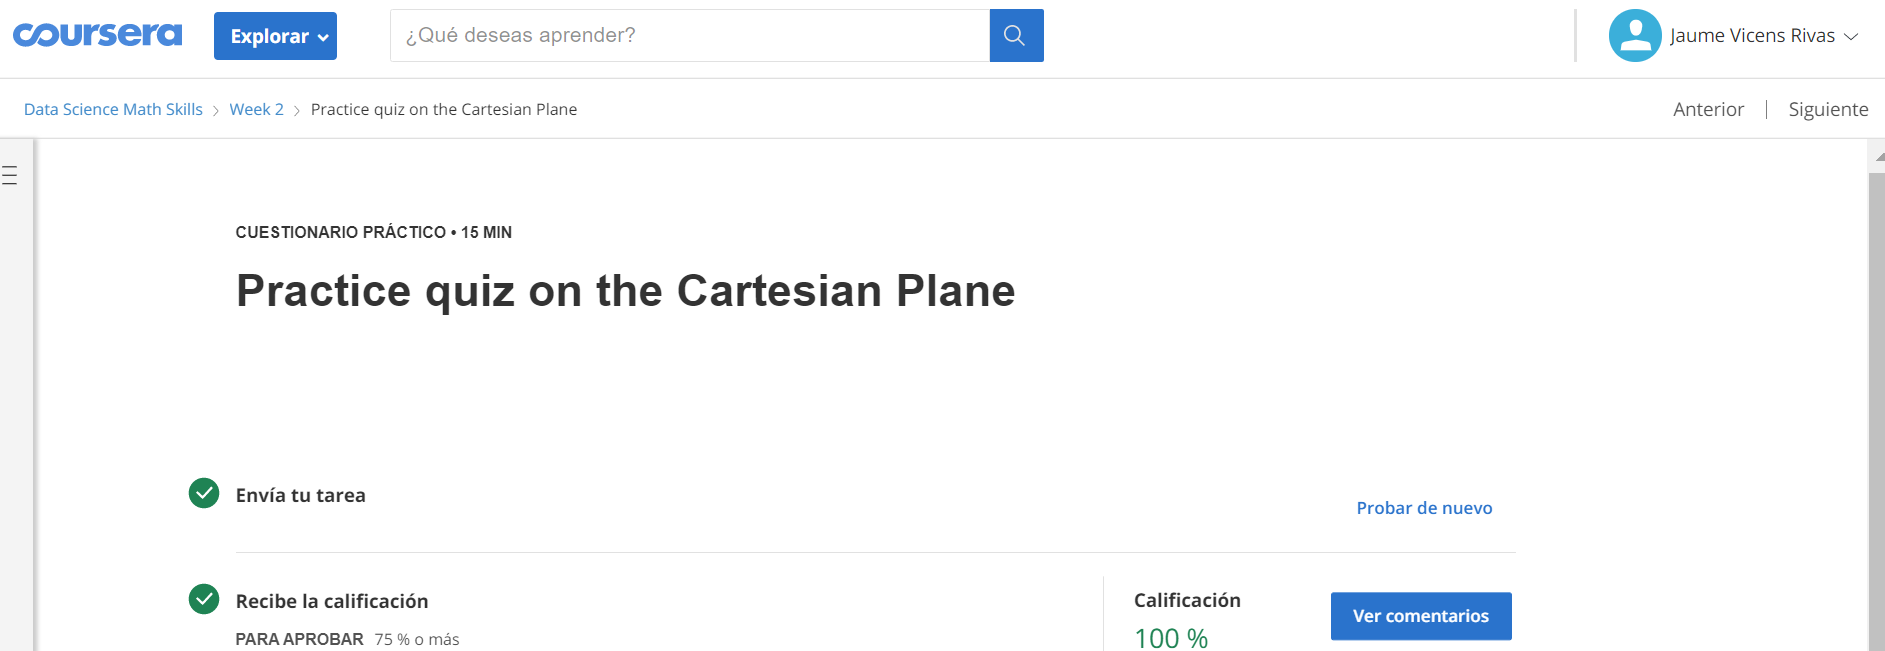 coursera
Explorar
¿Qué deseas aprender?
Jaume Vicens Rivas
Data Science Math Skills > Week 2 > Practice quiz on the Cartesian Plane
Anterior | Siguiente
CUESTIONARIO PRÁCTICO • 15 MIN
Practice quiz on the Cartesian Plane
Envía tu tarea
Probar de nuevo
Recibe la calificación
PARA APROBAR 75 % o más
Calificación
100 %
Ver comentarios